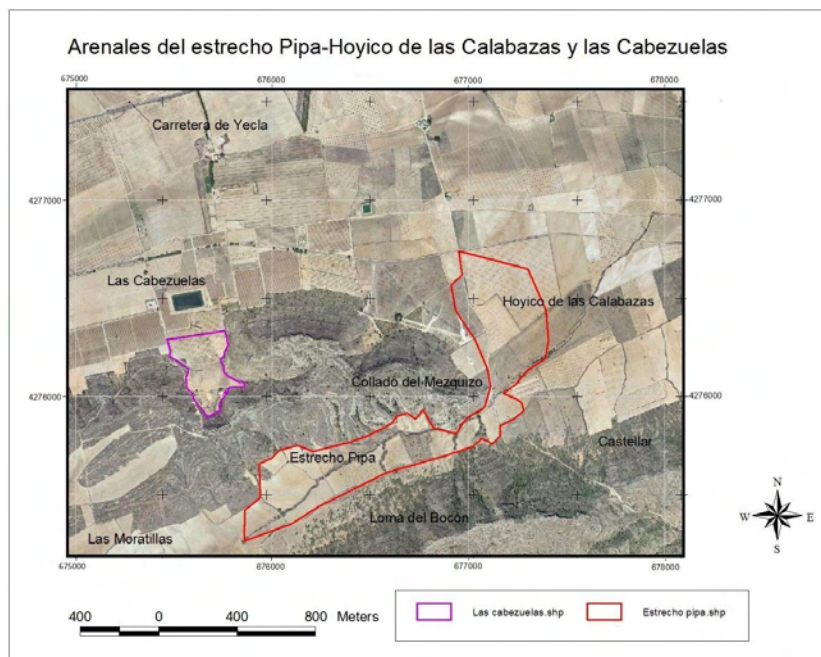 Arenales del estrecho Pipa-Hoyico de las Calabazas y las Cabezuelas
675000 676000 677000 678000
Carretera de Yecla
4277000 4277000
Las Cabezuelas
Hoyico de las Calabazas
Collado del Mezquizo
4276000 4276000
Castellar
Estrecho Pipa
Loma del Bocón
Las Moratillas
675000 676000 677000 678000
N
W E
S
400 0 400 800 Meters
Las cabezuelas.shp Estrecho pipa.shp